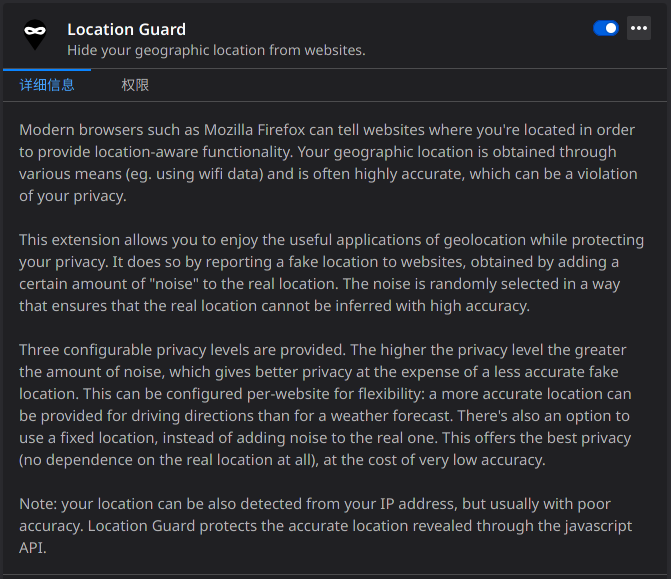 Location Guard
Hide your geographic location from websites.
详细信息
权限
Modern browsers such as Mozilla Firefox can tell websites where you're located in order
to provide location-aware functionality. Your geographic location is obtained through
various means (eg. using wifi data) and is often highly accurate, which can be a violation
of your privacy.
This extension allows you to enjoy the useful applications of geolocation while protecting
your privacy. It does so by reporting a fake location to websites, obtained by adding a
certain amount of "noise" to the real location. The noise is randomly selected in a way
that ensures that the real location cannot be inferred with high accuracy.
Three configurable privacy levels are provided. The higher the privacy level the greater
the amount of noise, which gives better privacy at the expense of a less accurate fake
location. This can be configured per-website for flexibility: a more accurate location can
be provided for driving directions than for a weather forecast. There's also an option to
use a fixed location, instead of adding noise to the real one. This offers the best privacy
(no dependence on the real location at all), at the cost of very low accuracy.
Note: your location can be also detected from your IP address, but usually with poor
accuracy. Location Guard protects the accurate location revealed through the javascript
API.